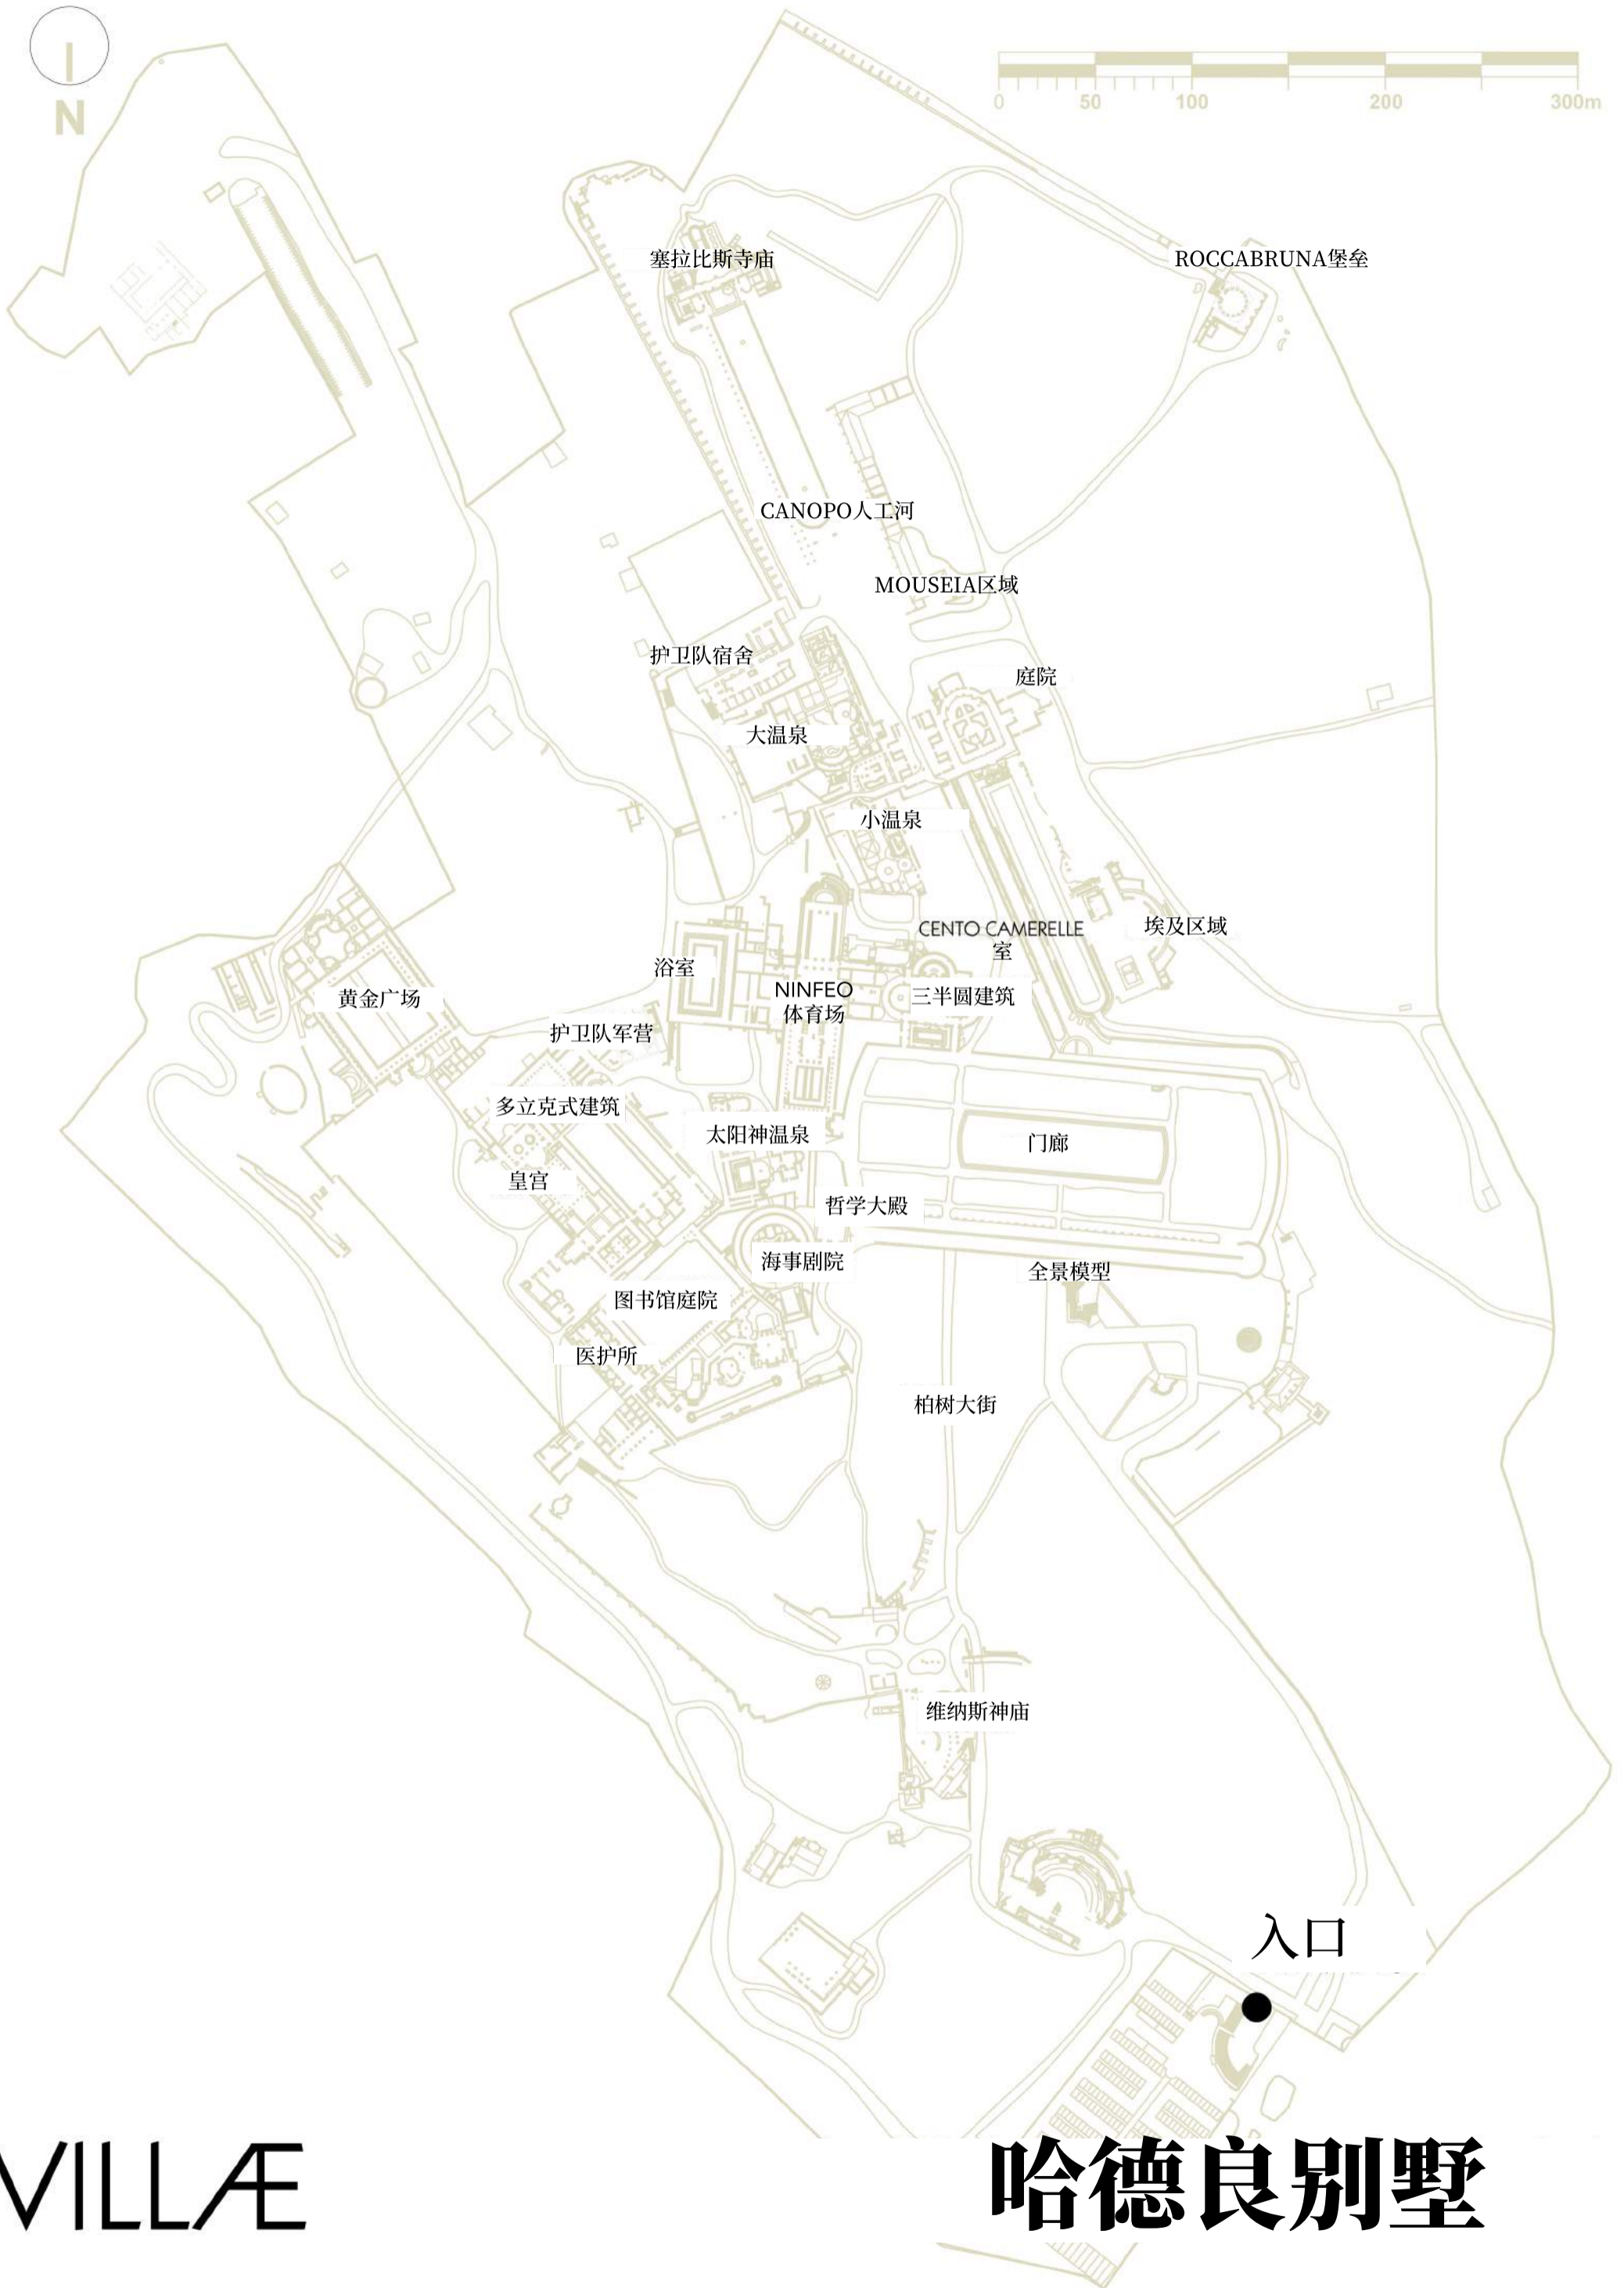 N
0 50 100 200 300m
塞拉比斯寺庙
ROCCABRUNA堡垒
CANOPO人工河
MOUSEIA区域
护卫队宿舍
庭院
大温泉
小温泉
CENTO CAMERELLE
室
埃及区域
浴室
NINFEO
体育场
三半圆建筑
黄金广场
护卫队军营
多立克式建筑
太阳神温泉
门廊
皇宫
哲学大殿
海事剧院
全景模型
图书馆庭院
医护所
柏树大街
维纳斯神庙
入口
VILLÆ
哈德良别墅